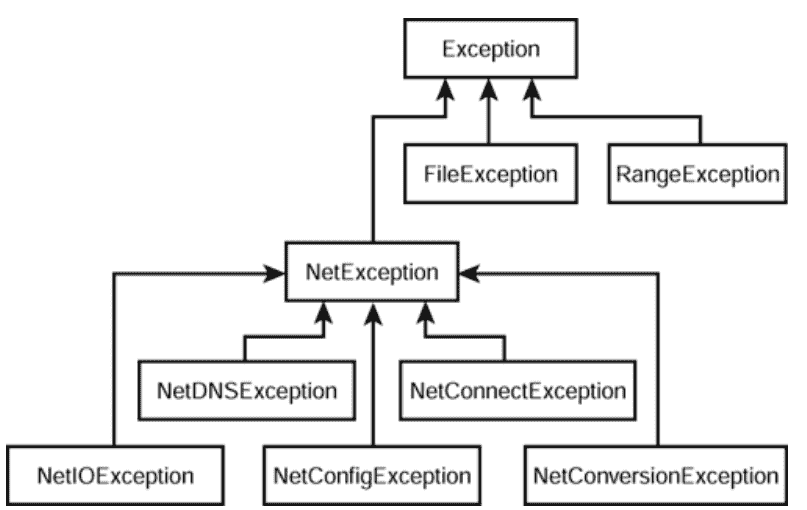 Exception
FileException
RangeException
NetException
NetDNSException
NetConnectException
NetIOException
NetConfigException
NetConversionException